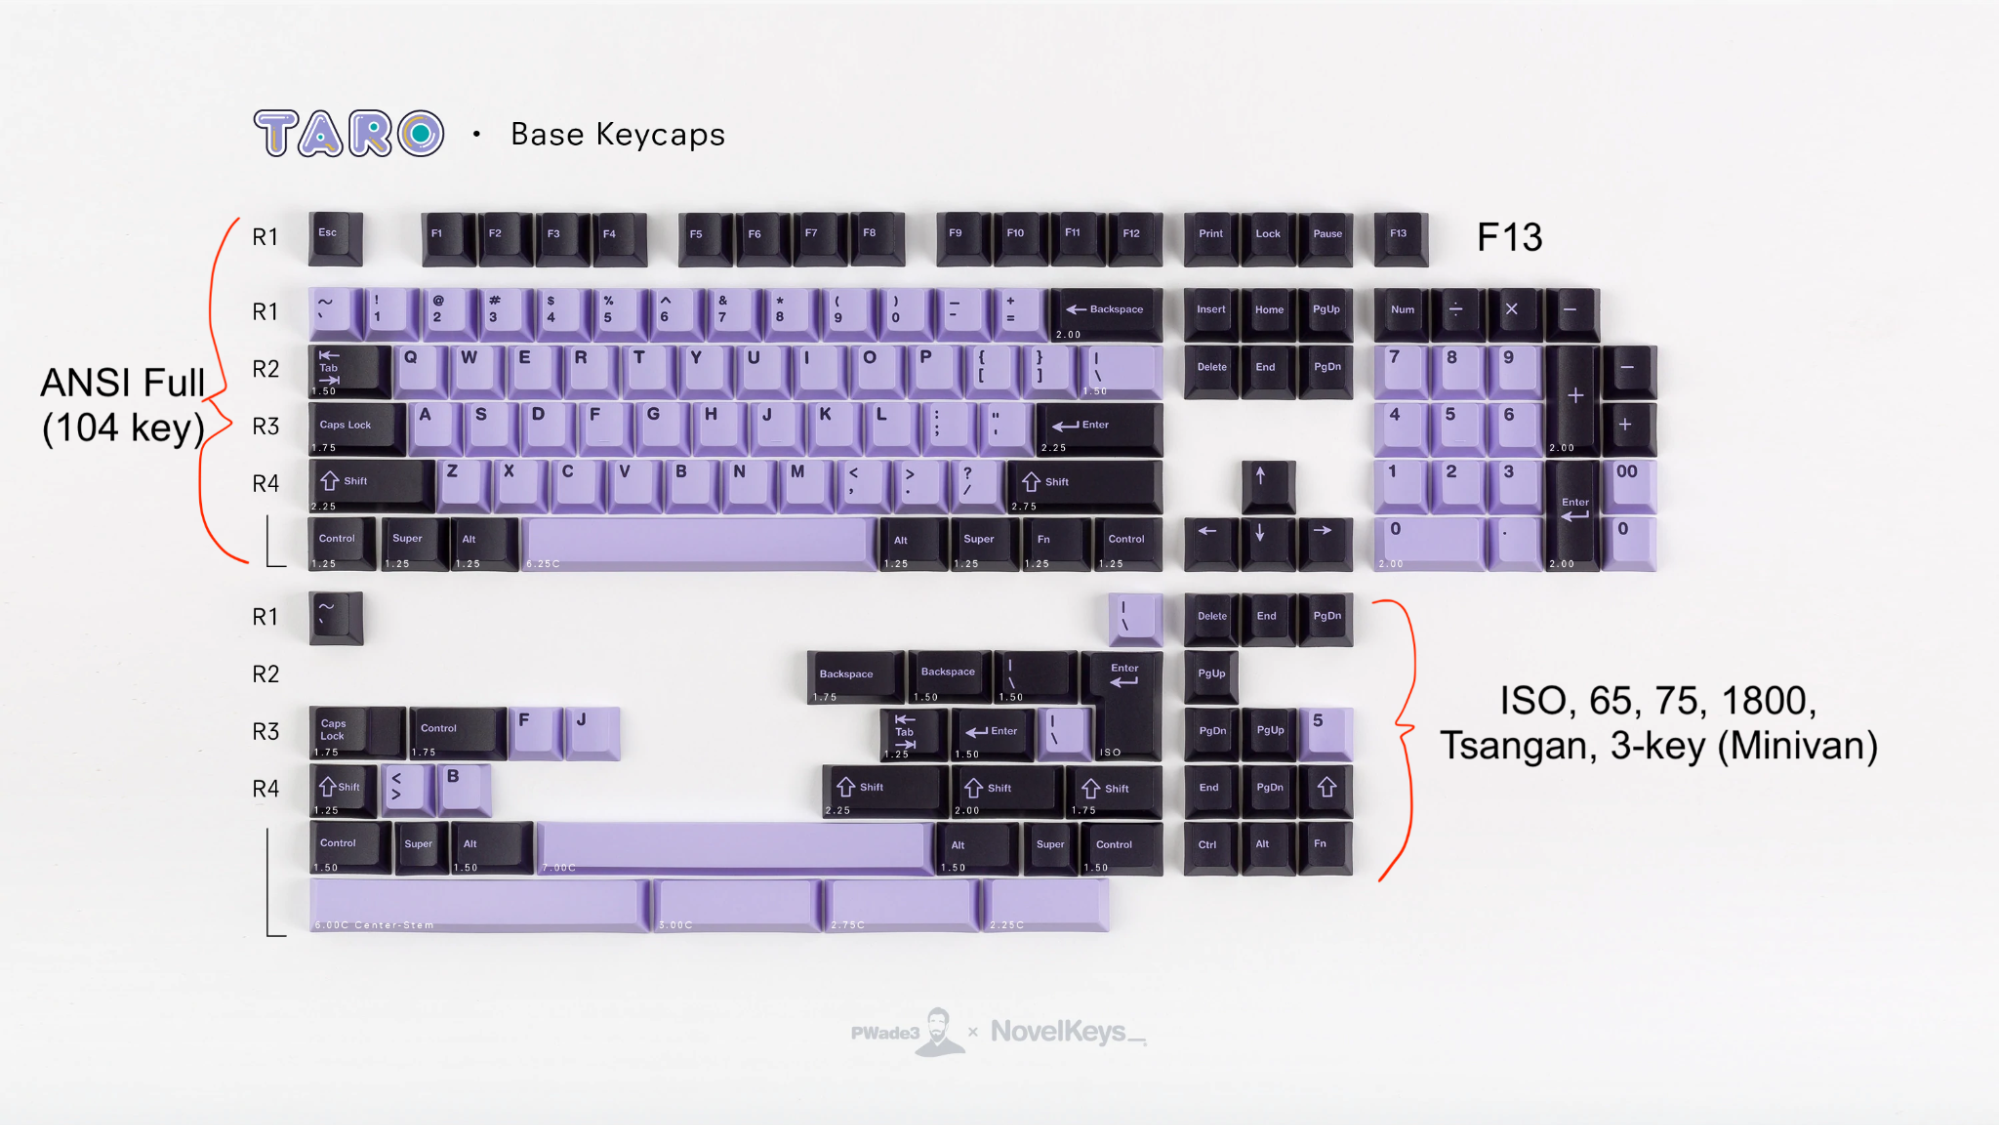 TARO · Base Keycaps
R1 Esc F1 F2 F3 F4 F5 F6 F7 F8 F9 F10 F11 F12 Print Lock Pause F13 F13
R1 ~ ` ! 1 @ 2 # 3 $ 4 % 5 ^ 6 & 7 * 8 ( 9 ) 0 — - + = ← Backspace 2.00 Insert Home PgUp Num ÷ × −
ANSI Full
(104 key)
R2 Tab 1.50 Q W E R T Y U I O P { [ } ] | \ 1.50 Delete End PgDn 7 8 9 + 2.00 −
R3 Caps Lock 1.75 A S D F G H J K L : ; " ' Enter 2.25 4 5 6 +
R4 Shift 2.25 Z X C V B N M < , > . ? / Shift 2.75 ↑ 1 2 3 Enter 2.00 00
Control 1.25 Super 1.25 Alt 1.25 6.25C Alt 1.25 Super 1.25 Fn 1.25 Control 1.25 ← ↓ → 0 2.00 . 0
R1 ~ ` | \ Delete End PgDn
R2 Backspace 1.75 Backspace 1.50 | \ 1.50 Enter ISO PgUp
R3 Caps Lock 1.75 Control 1.75 F J Tab 1.25 Enter 1.50 | \ PgDn PgUp 5
ISO, 65, 75, 1800,
Tsangan, 3-key (Minivan)
R4 Shift 1.25 < > B Shift 2.25 Shift 2.00 Shift 1.75 End PgDn
Control 1.50 Super Alt 1.50 7.00C Alt 1.50 Super Control 1.50 Ctrl Alt Fn
6.00C Center-Stem 3.00C 2.75C 2.25C
PWade3 × NovelKeys_